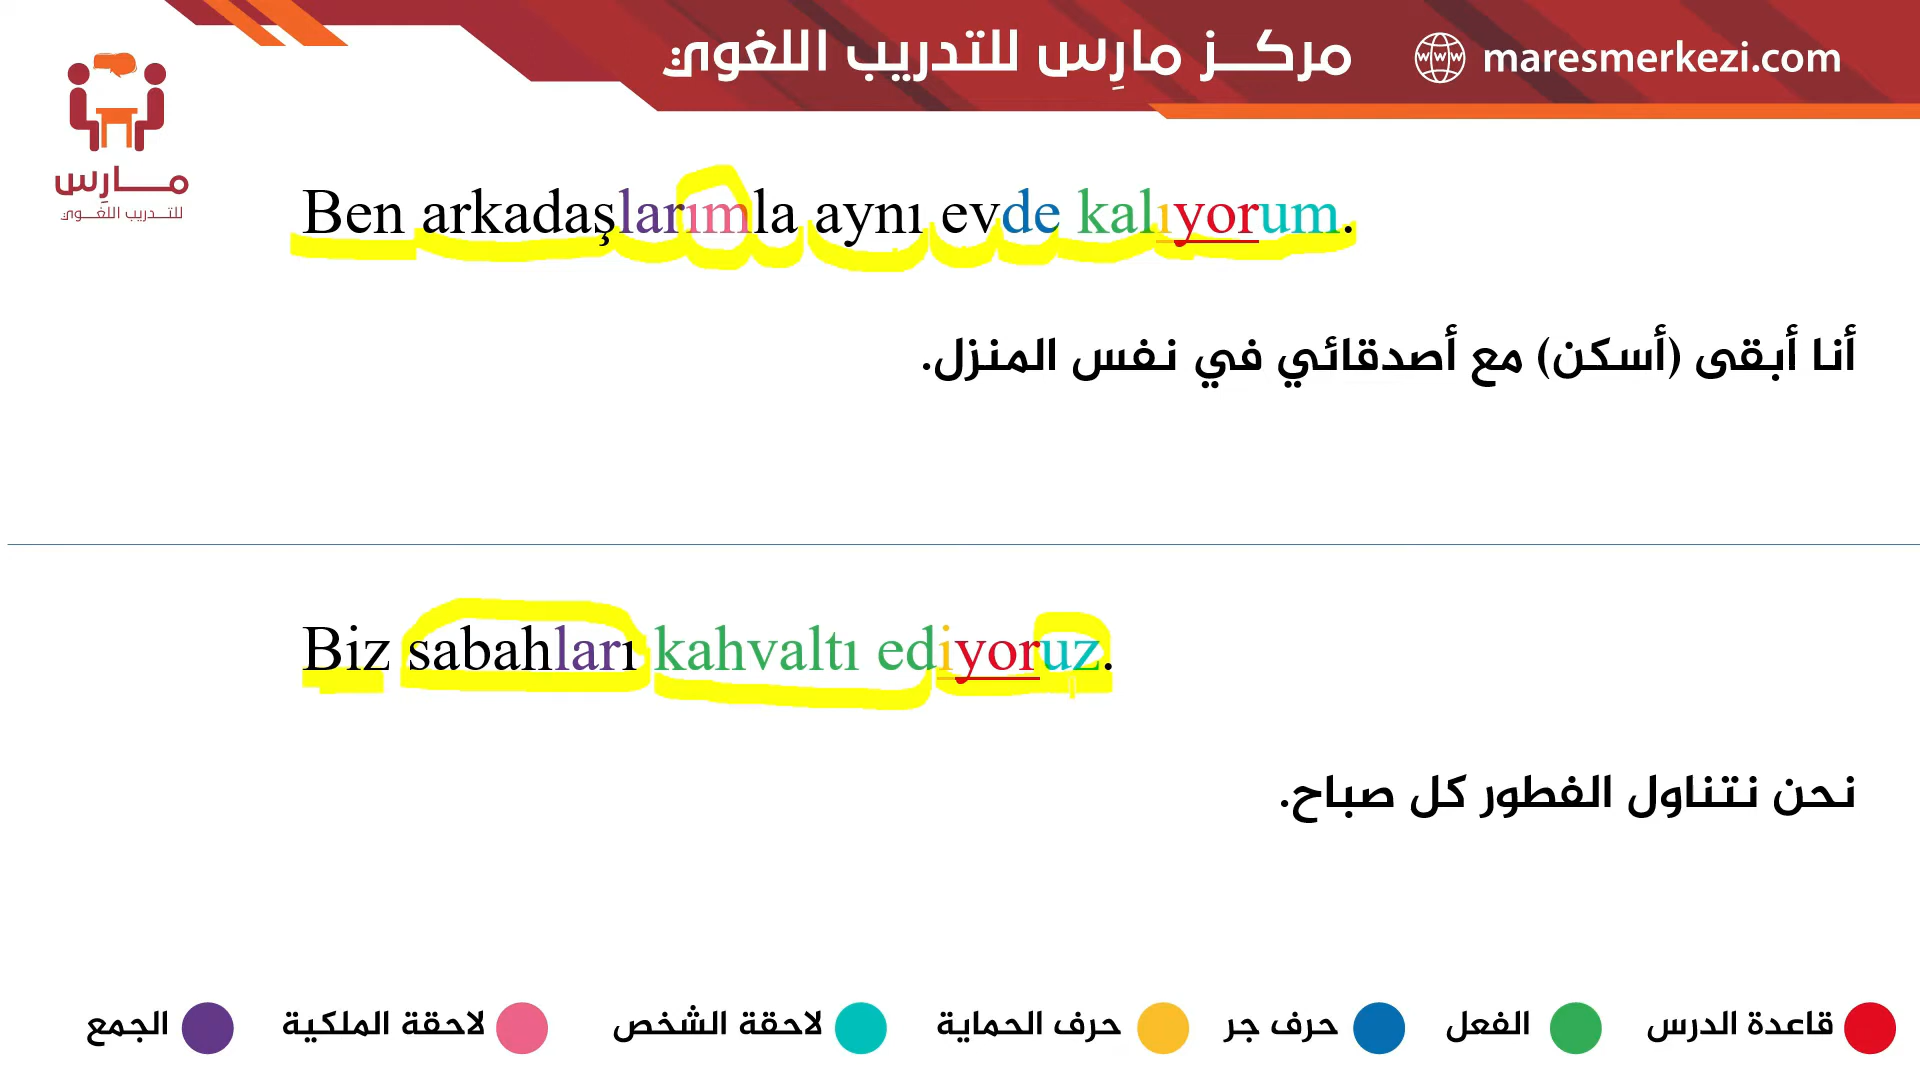 مركـــز مارِس للتدريب اللغوي
maresmerkezi.com
مـــارِس
للتـــدريب اللغـــوي
Ben arkadaşlarımla aynı evde kalıyorum.
أنا أبقى (أسكن) مع أصدقائي في نفس المنزل.
Biz sabahları kahvaltı ediyoruz.
نحن نتناول الفطور كل صباح.
قاعدة الدرس
الفعل
حرف جر
حرف الحماية
لاحقة الشخص
لاحقة الملكية
الجمع